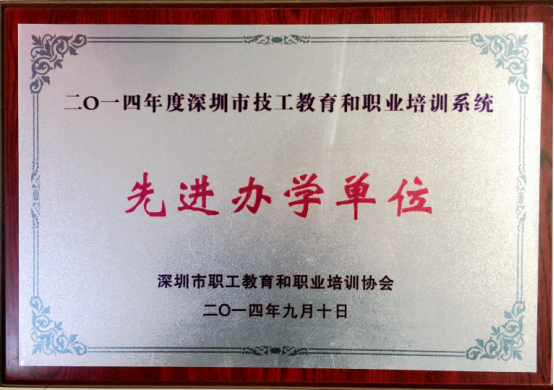 二〇一四年度深圳市技工教育和职业培训系统
先进办学单位
深圳市职工教育和职业培训协会
二〇一四年九月十日